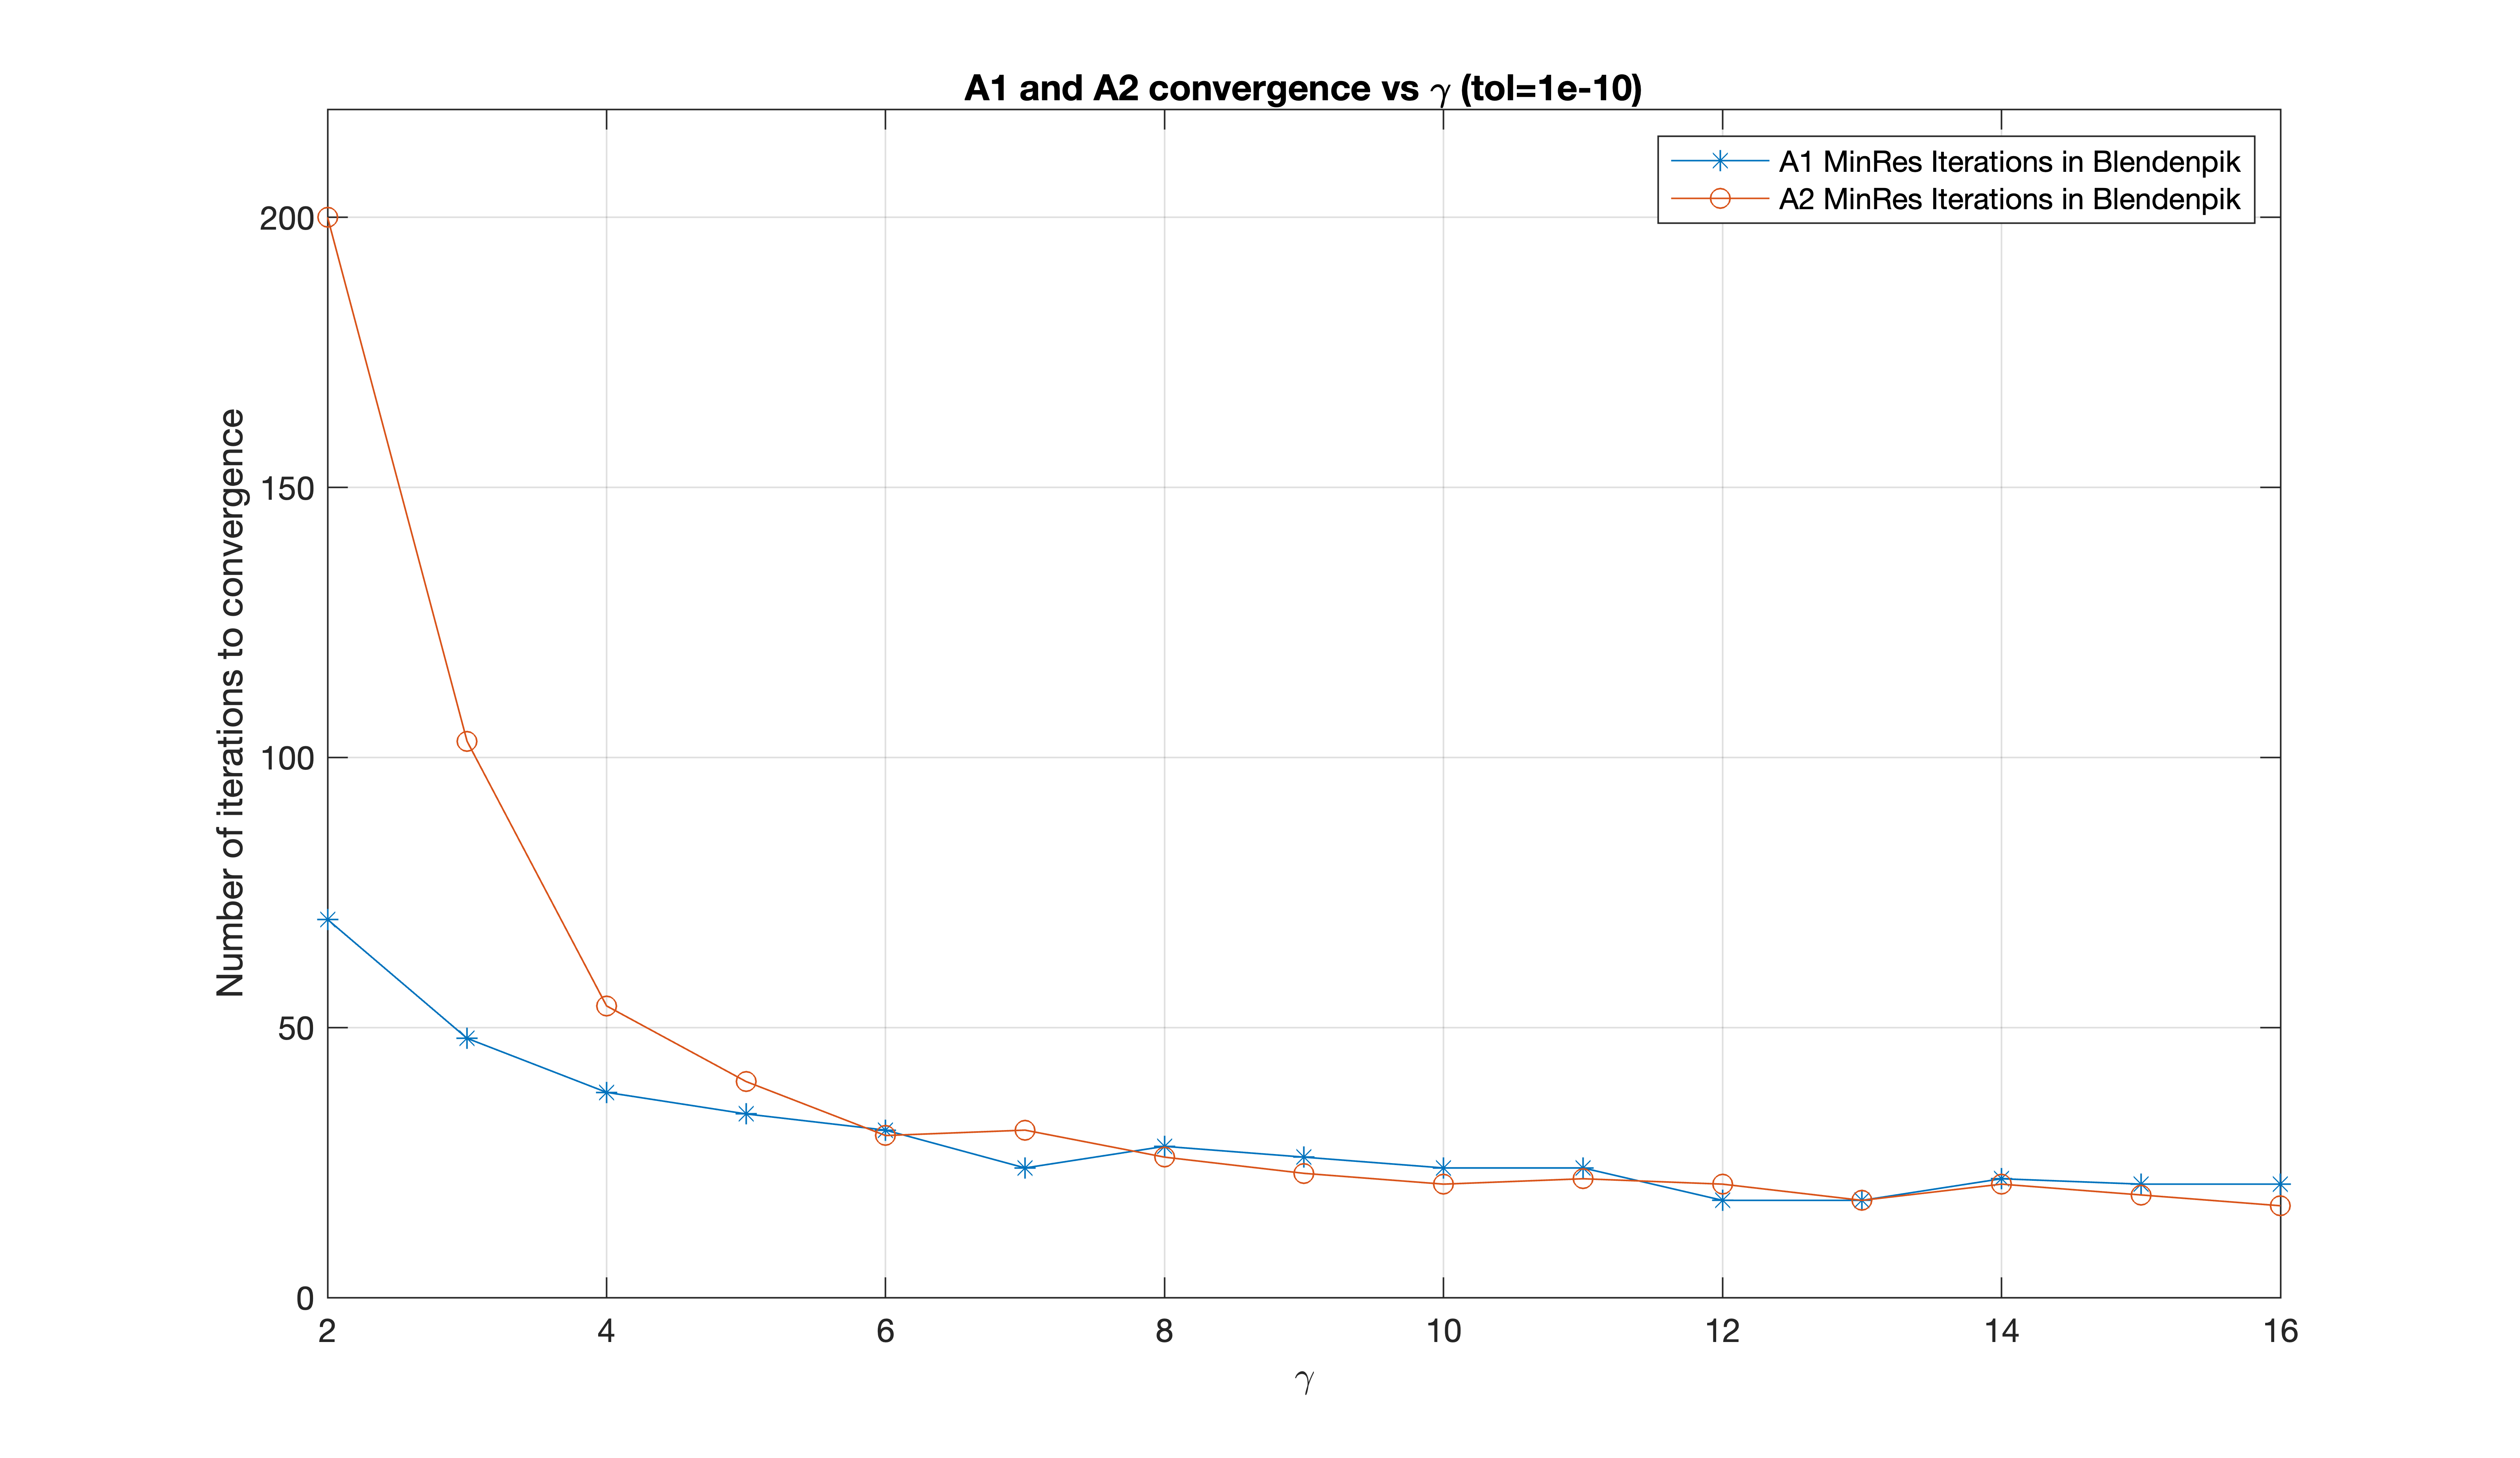 A1 and A2 convergence vs γ (tol=1e-10)
A1 MinRes Iterations in Blendenpik
A2 MinRes Iterations in Blendenpik
Number of iterations to convergence
200
150
100
50
0
2 4 6 8 10 12 14 16
γ